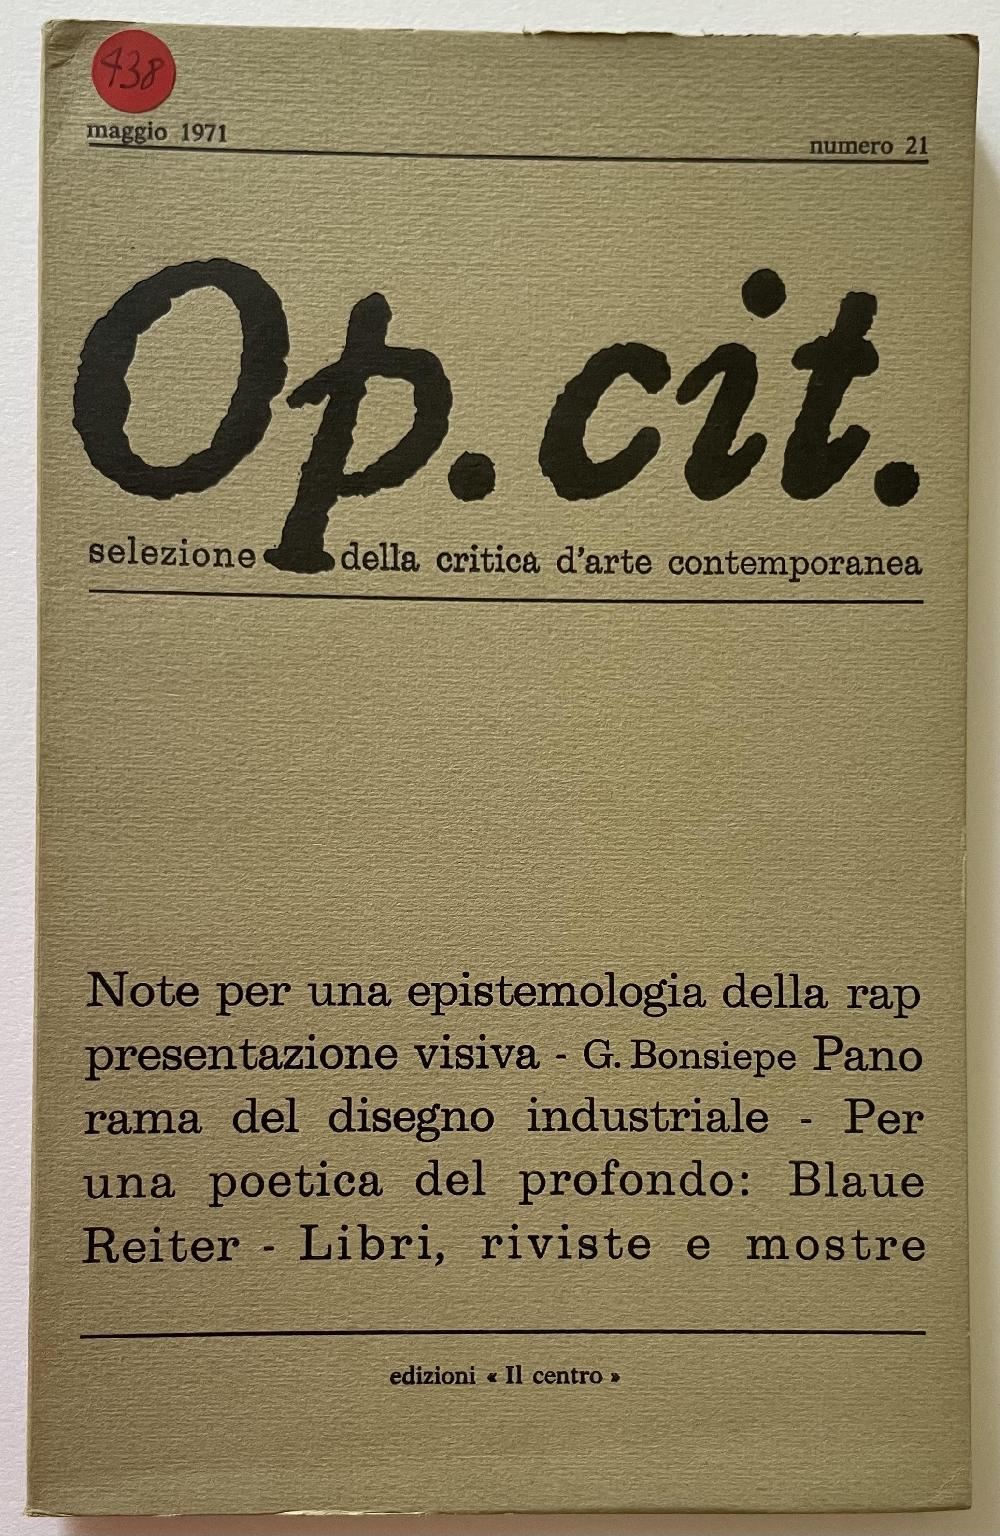 438
maggio 1971
numero 21
Op. cit.
selezione della critica d'arte contemporanea
Note per una epistemologia della rap
presentazione visiva - G. Bonsiepe Pano
rama del disegno industriale - Per
una poetica del profondo: Blaue
Reiter - Libri, riviste e mostre
edizioni « Il centro »